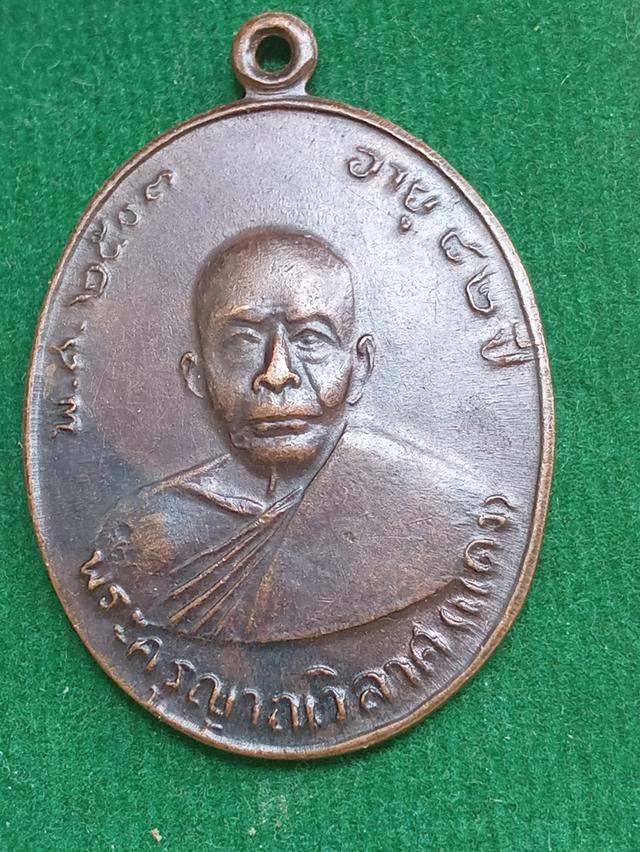 พ.ศ. ๒๕๐๓
อายุ ๘๒ ปี
พระครูญาณวิลาศ (แดง)